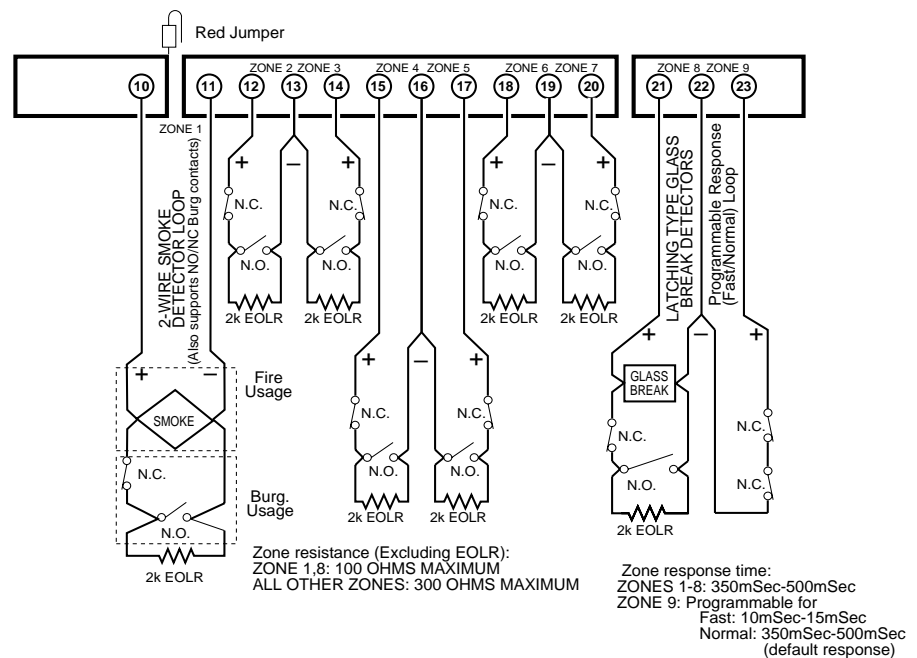 Red Jumper
ZONE 2 ZONE 3 ZONE 4 ZONE 5 ZONE 6 ZONE 7 ZONE 8 ZONE 9
10 11 12 13 14 15 16 17 18 19 20 21 22 23
ZONE 1
2-WIRE SMOKE
DETECTOR LOOP
(Also supports NO/NC Burg contacts)
+ – + + – +
N.C. N.C. N.C. N.C.
N.O. N.O. N.O. N.O.
2k EOLR 2k EOLR 2k EOLR 2k EOLR
LATCHING TYPE GLASS
BREAK DETECTORS
Programmable Response
(Fast/Normal) Loop
+ – + + – +
+ –
Fire
Usage
SMOKE
GLASS
BREAK
N.C. N.C. N.C. N.C.
N.C. N.O. N.O. N.O. N.C.
Burg.
Usage
N.O.
2k EOLR 2k EOLR 2k EOLR
2k EOLR
Zone resistance (Excluding EOLR):
ZONE 1,8: 100 OHMS MAXIMUM
ALL OTHER ZONES: 300 OHMS MAXIMUM
Zone response time:
ZONES 1-8: 350mSec-500mSec
ZONE 9: Programmable for
Fast: 10mSec-15mSec
Normal: 350mSec-500mSec
(default response)